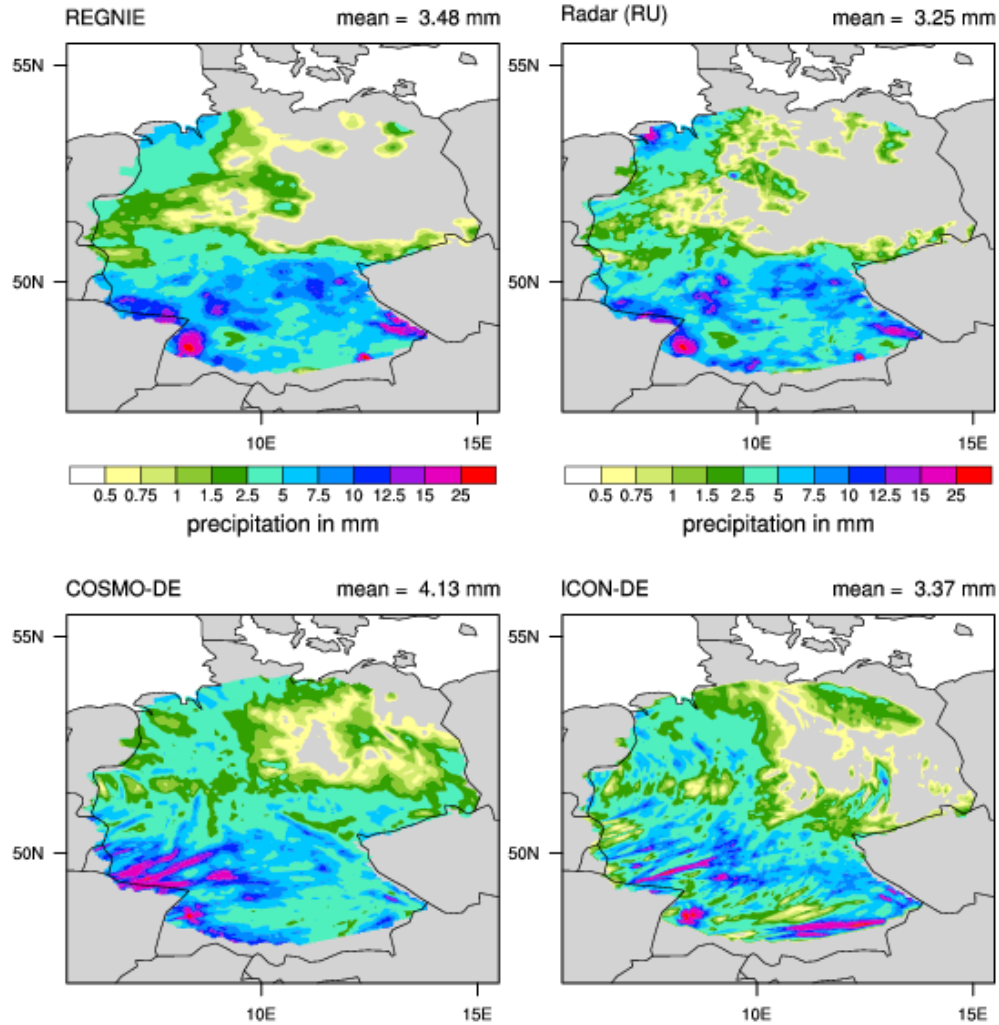 REGNIE mean = 3.48 mm
Radar (RU) mean = 3.25 mm
55N
50N
10E 15E
55N
50N
10E 15E
0.5 0.75 1 1.5 2.5 5 7.5 10 12.5 15 25
precipitation in mm
0.5 0.75 1 1.5 2.5 5 7.5 10 12.5 15 25
precipitation in mm
COSMO-DE mean = 4.13 mm
ICON-DE mean = 3.37 mm
55N
50N
10E 15E
55N
50N
10E 15E